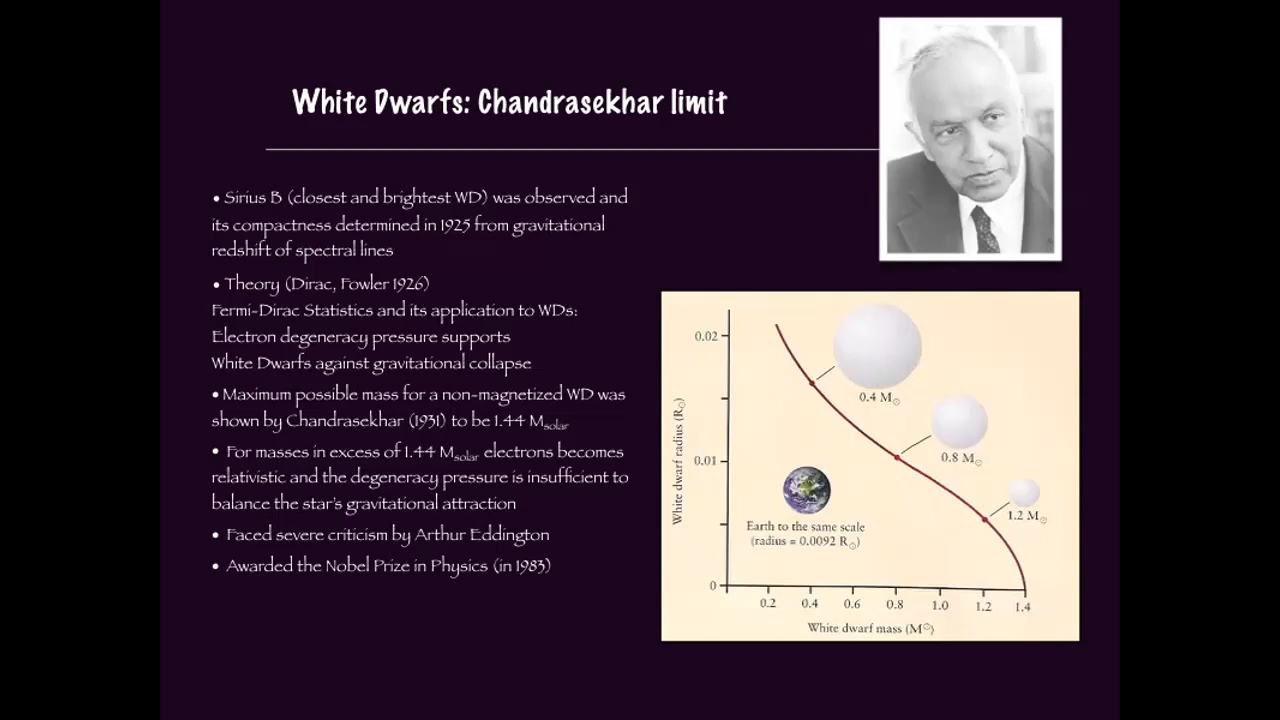 White Dwarfs: Chandrasekhar limit
• Sirius B (closest and brightest WD) was observed and
its compactness determined in 1925 from gravitational
redshift of spectral lines
• Theory (Dirac, Fowler 1926)
Fermi-Dirac Statistics and its application to WDs:
Electron degeneracy pressure supports
White Dwarfs against gravitational collapse
• Maximum possible mass for a non-magnetized WD was
shown by Chandrasekhar (1931) to be 1.44 Msolar
• For masses in excess of 1.44 Msolar electrons becomes
relativistic and the degeneracy pressure is insufficient to
balance the star's gravitational attraction
• Faced severe criticism by Arthur Eddington
• Awarded the Nobel Prize in Physics (in 1983)
White dwarf radius (R☉)
0.02
0.01
0
0.4 M☉
0.8 M☉
1.2 M☉
Earth to the same scale
(radius = 0.0092 R☉)
0.2 0.4 0.6 0.8 1.0 1.2 1.4
White dwarf mass (M☉)